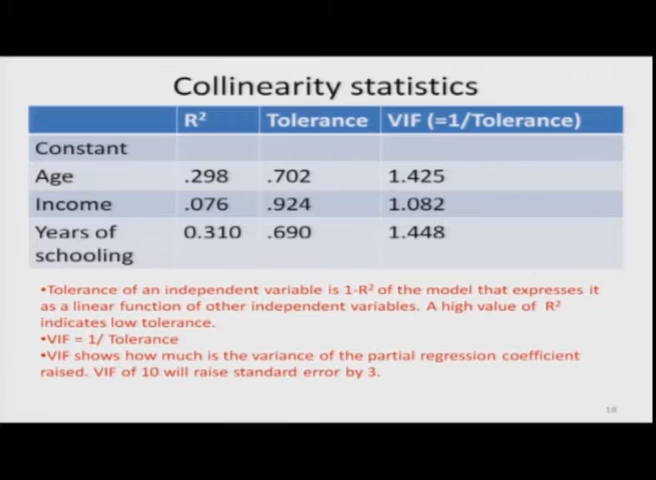 Collinearity statistics
R² Tolerance VIF (=1/Tolerance)
Constant
Age .298 .702 1.425
Income .076 .924 1.082
Years of schooling 0.310 .690 1.448
•Tolerance of an independent variable is 1-R² of the model that expresses it
as a linear function of other independent variables. A high value of R²
indicates low tolerance.
•VIF = 1/ Tolerance
•VIF shows how much is the variance of the partial regression coefficient
raised. VIF of 10 will raise standard error by 3.
18